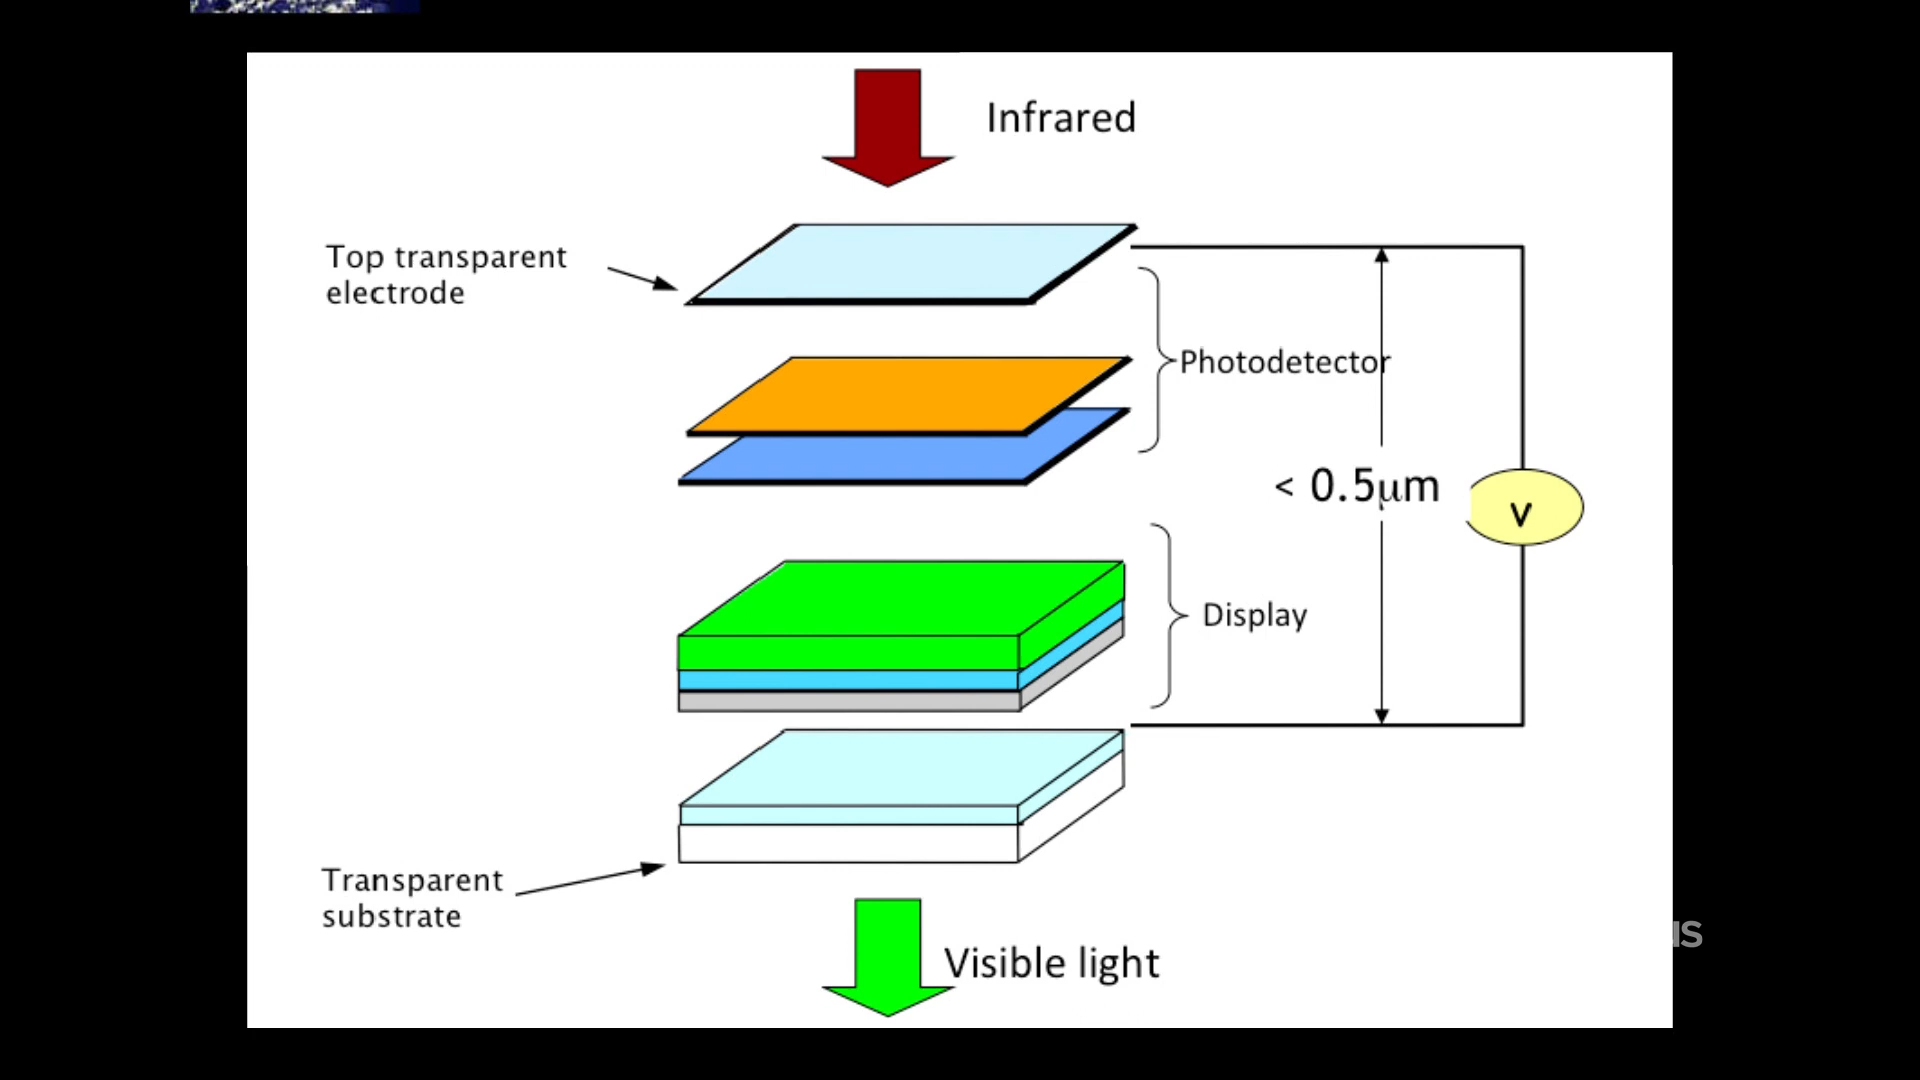 Infrared
Top transparent
electrode
Photodetector
< 0.5μm
V
Display
Transparent
substrate
Visible light